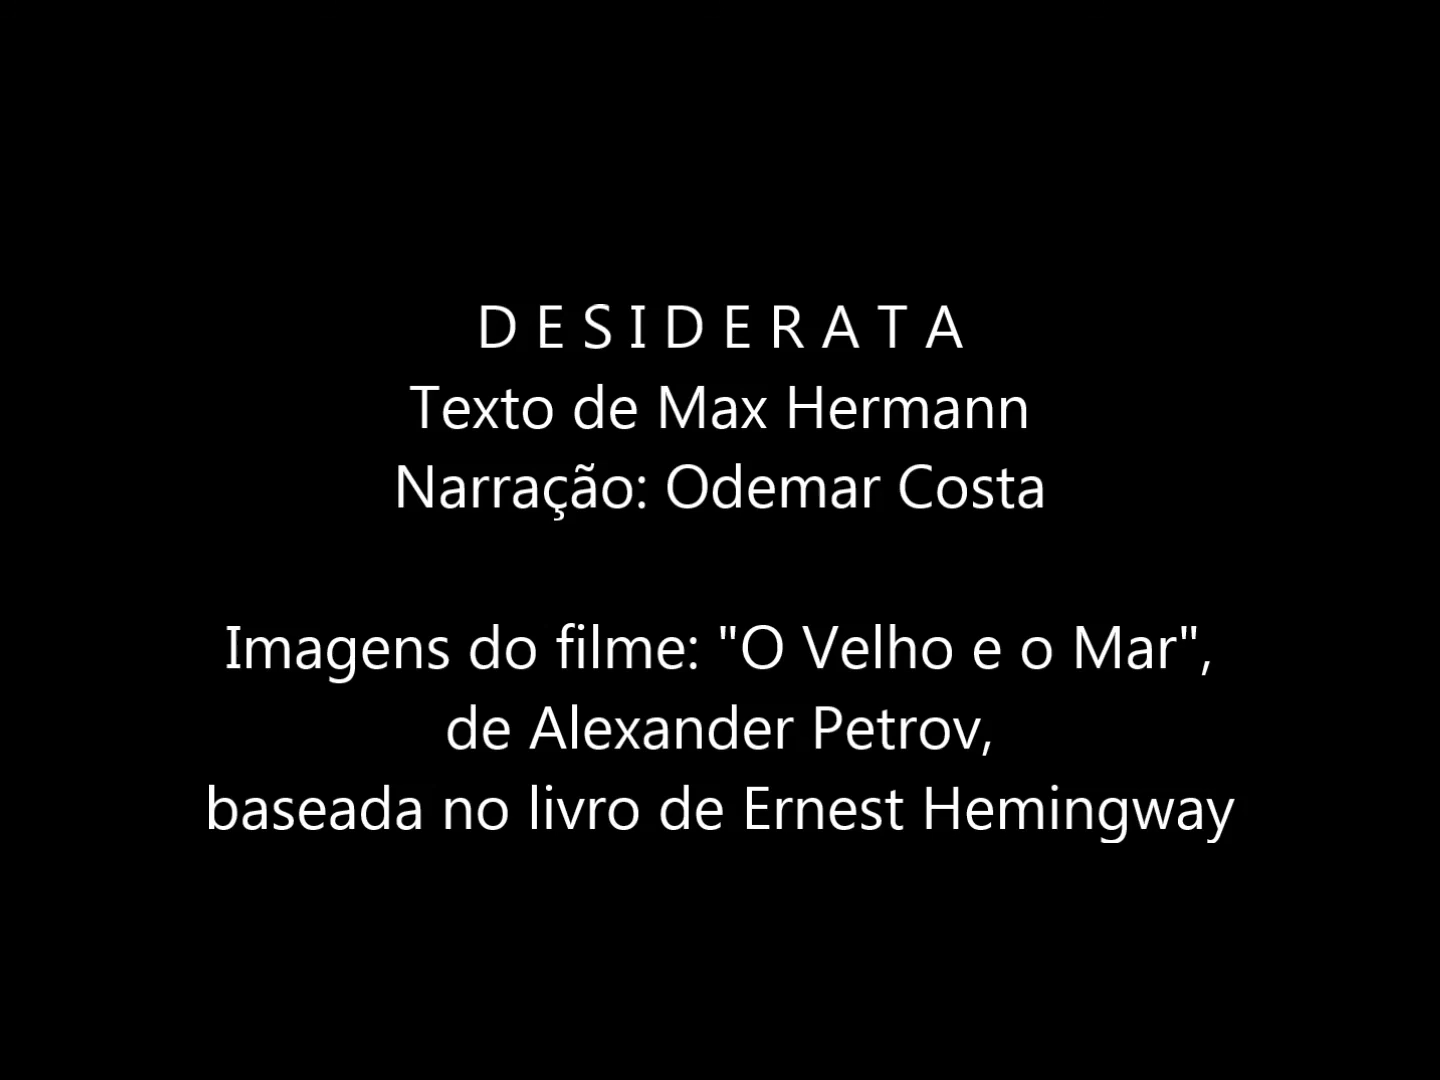 D E S I D E R A T A
Texto de Max Hermann
Narração: Odemar Costa
Imagens do filme: "O Velho e o Mar",
de Alexander Petrov,
baseada no livro de Ernest Hemingway